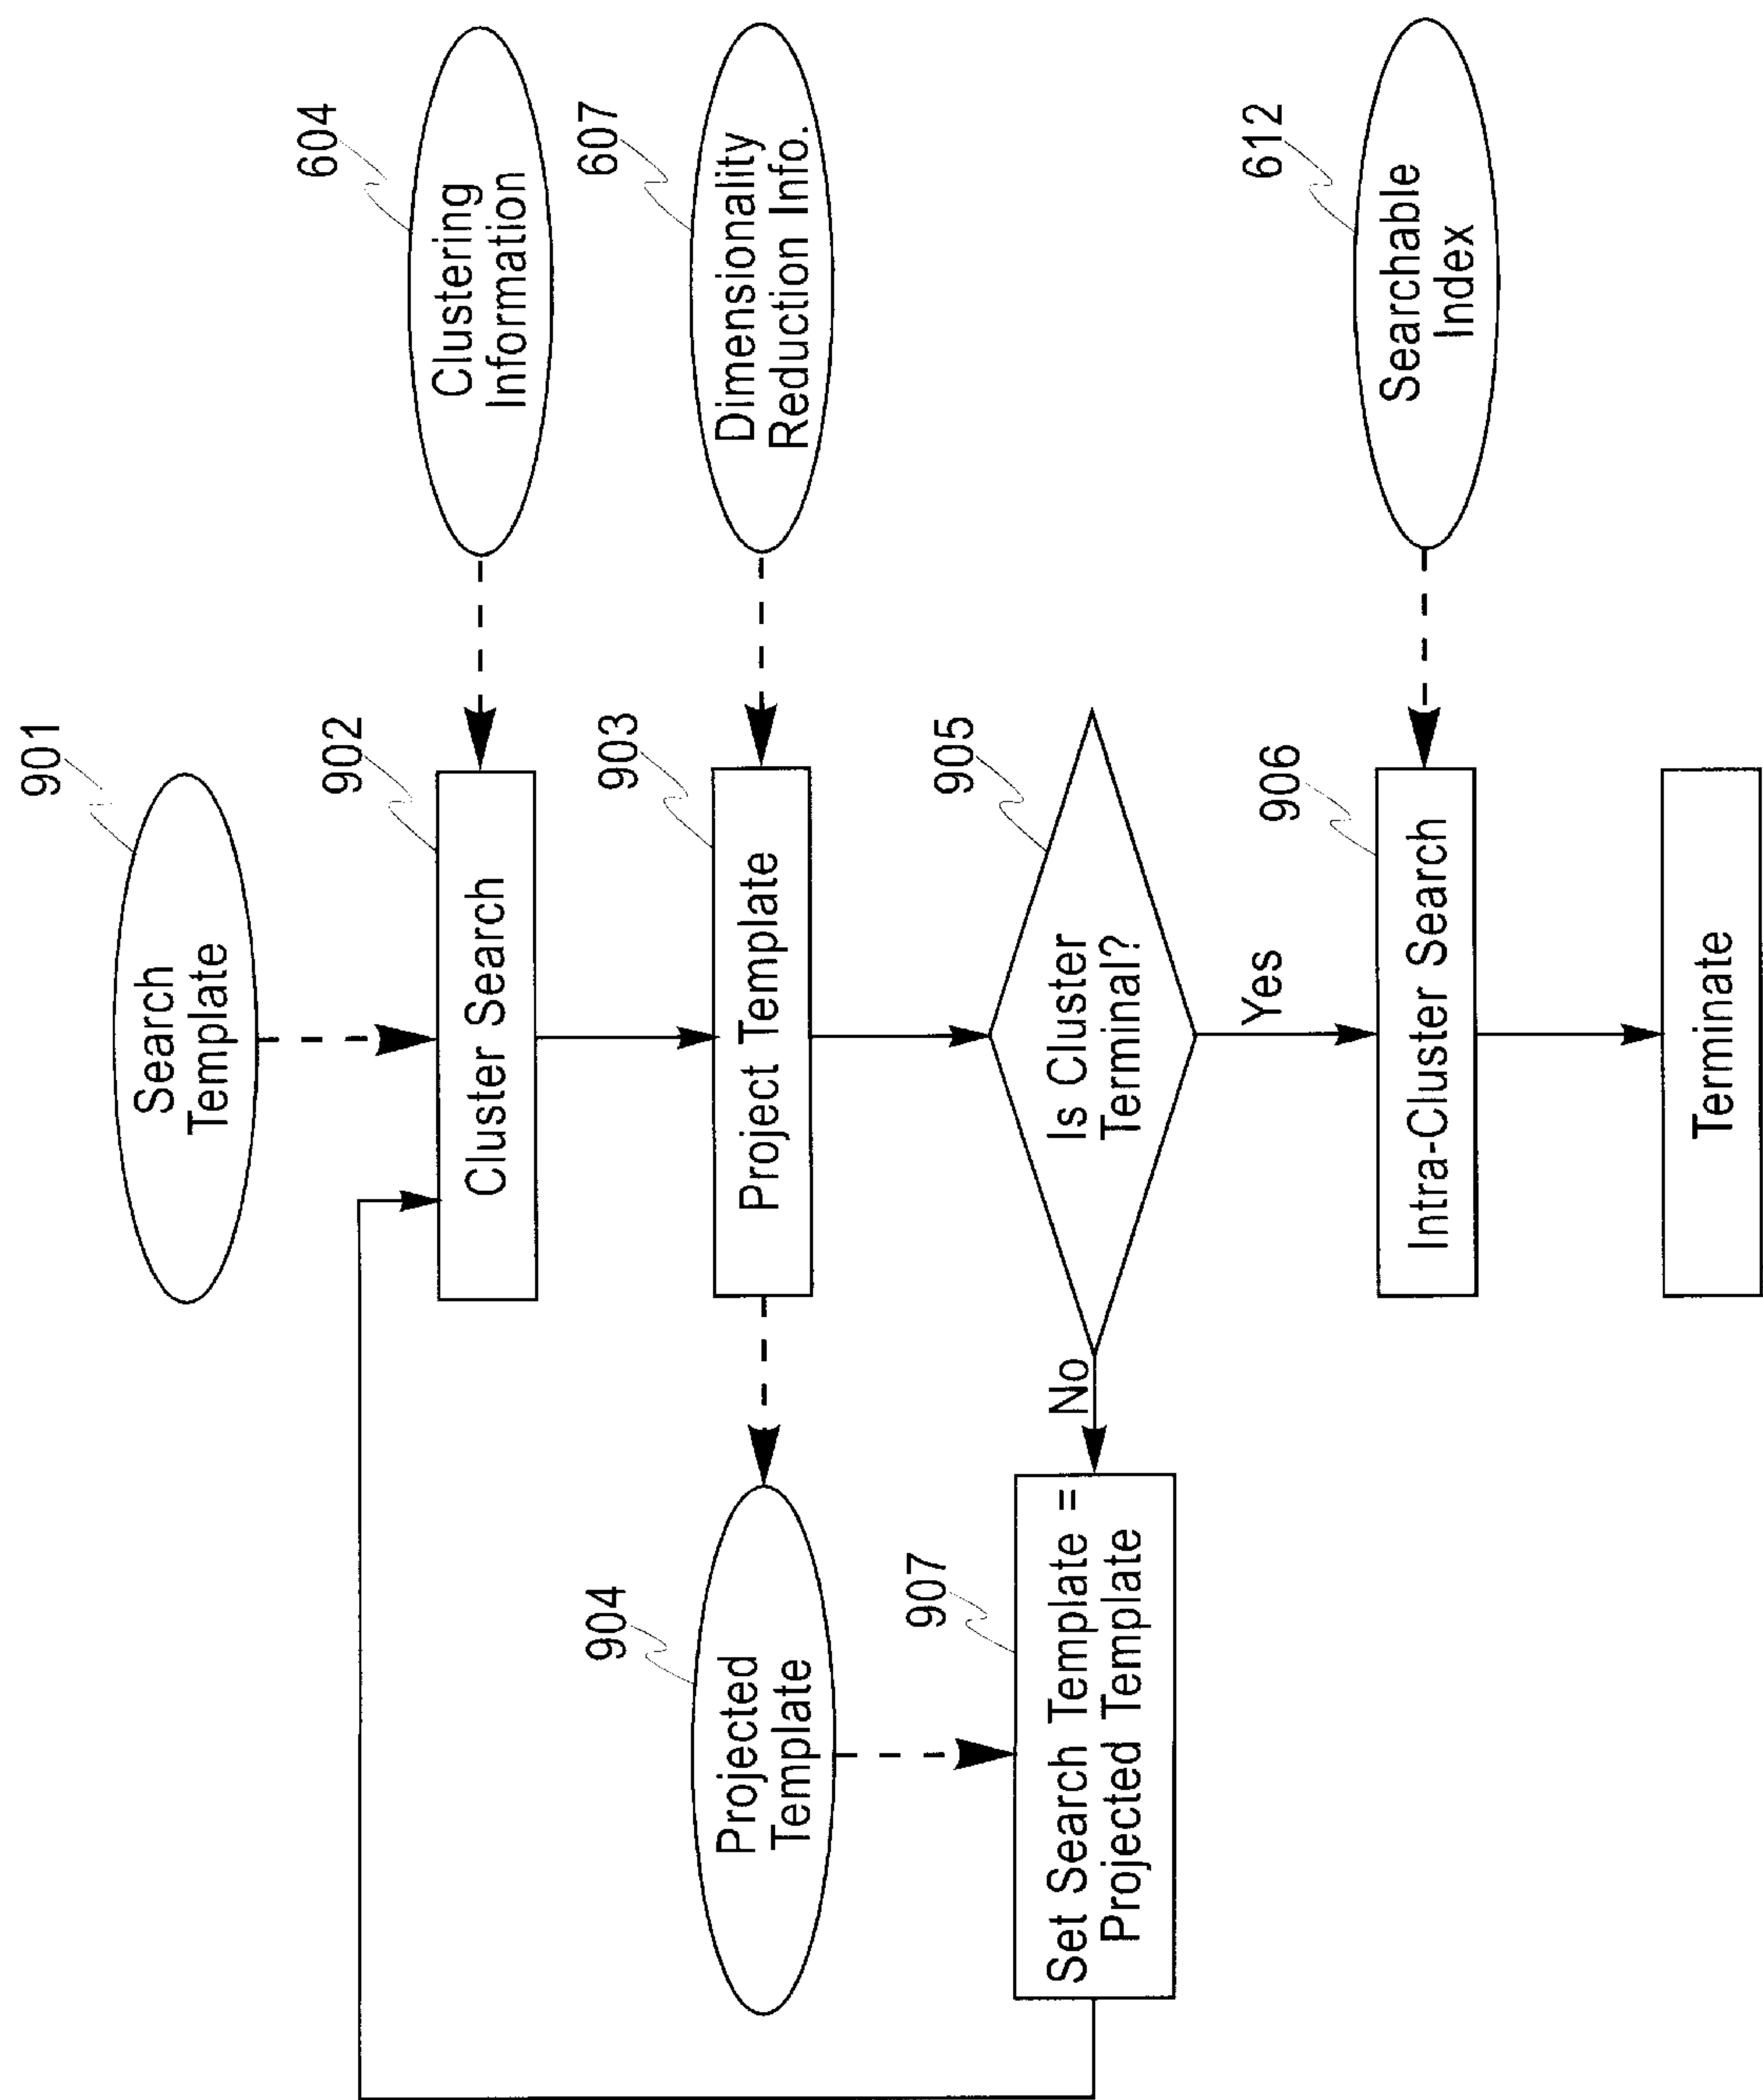 901
Search
Template
902
Cluster Search
604
Clustering
Information
903
Project Template
607
Dimensionality
Reduction Info.
904
Projected
Template
905
Is Cluster
Terminal?
No
Yes
907
Set Search Template =
Projected Template
906
Intra-Cluster Search
612
Searchable
Index
Terminate